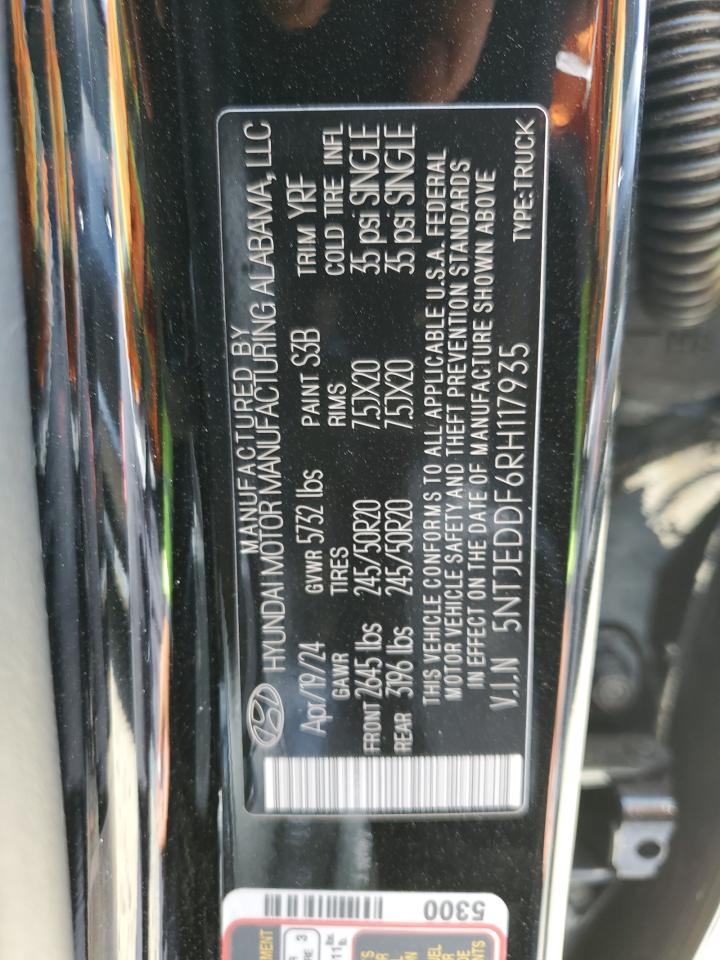 MANUFACTURED BY
HYUNDAI MOTOR MANUFACTURING ALABAMA, LLC
Apr/19/24 GVWR 5732 lbs PAINT S3B TRIM YRF
GAWR TIRES RIMS COLD TIRE INFL
FRONT 2645 lbs 245/50R20 7.5JX20 35 psi SINGLE
REAR 3196 lbs 245/50R20 7.5JX20 35 psi SINGLE
THIS VEHICLE CONFORMS TO ALL APPLICABLE U.S.A. FEDERAL
MOTOR VEHICLE SAFETY AND THEFT PREVENTION STANDARDS
IN EFFECT ON THE DATE OF MANUFACTURE SHOWN ABOVE
V.I.N 5NTJEDDF6RH117935 TYPE:TRUCK
5300
3